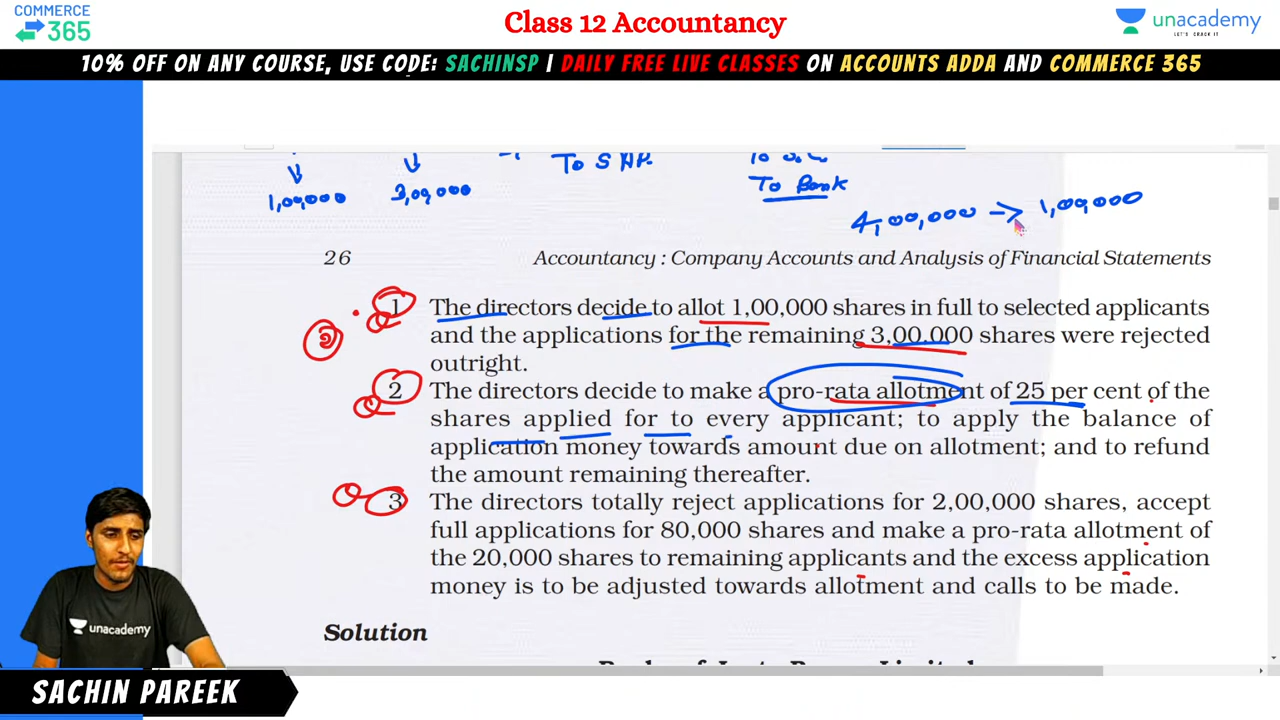 COMMERCE
365
Class 12 Accountancy
unacademy
LET'S CRACK IT
10% OFF ON ANY COURSE, USE CODE: SACHINSP | DAILY FREE LIVE CLASSES ON ACCOUNTS ADDA AND COMMERCE 365
To Bank
1,00,000 3,00,000
4,00,000 → 1,00,000
26 Accountancy : Company Accounts and Analysis of Financial Statements
1 The directors decide to allot 1,00,000 shares in full to selected applicants
and the applications for the remaining 3,00,000 shares were rejected
outright.
2 The directors decide to make a pro-rata allotment of 25 per cent of the
shares applied for to every applicant; to apply the balance of
application money towards amount due on allotment; and to refund
the amount remaining thereafter.
3 The directors totally reject applications for 2,00,000 shares, accept
full applications for 80,000 shares and make a pro-rata allotment of
the 20,000 shares to remaining applicants and the excess application
money is to be adjusted towards allotment and calls to be made.
Solution
unacademy
SACHIN PAREEK